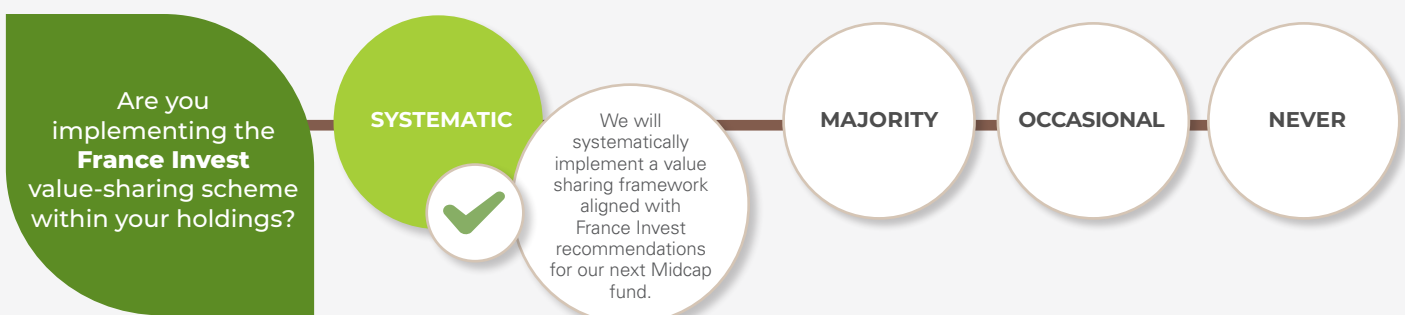 Are you
implementing the
France Invest
value-sharing scheme
within your holdings?
SYSTEMATIC
We will
systematically
implement a value
sharing framework
aligned with
France Invest
recommendations
for our next Midcap
fund.
MAJORITY
OCCASIONAL
NEVER